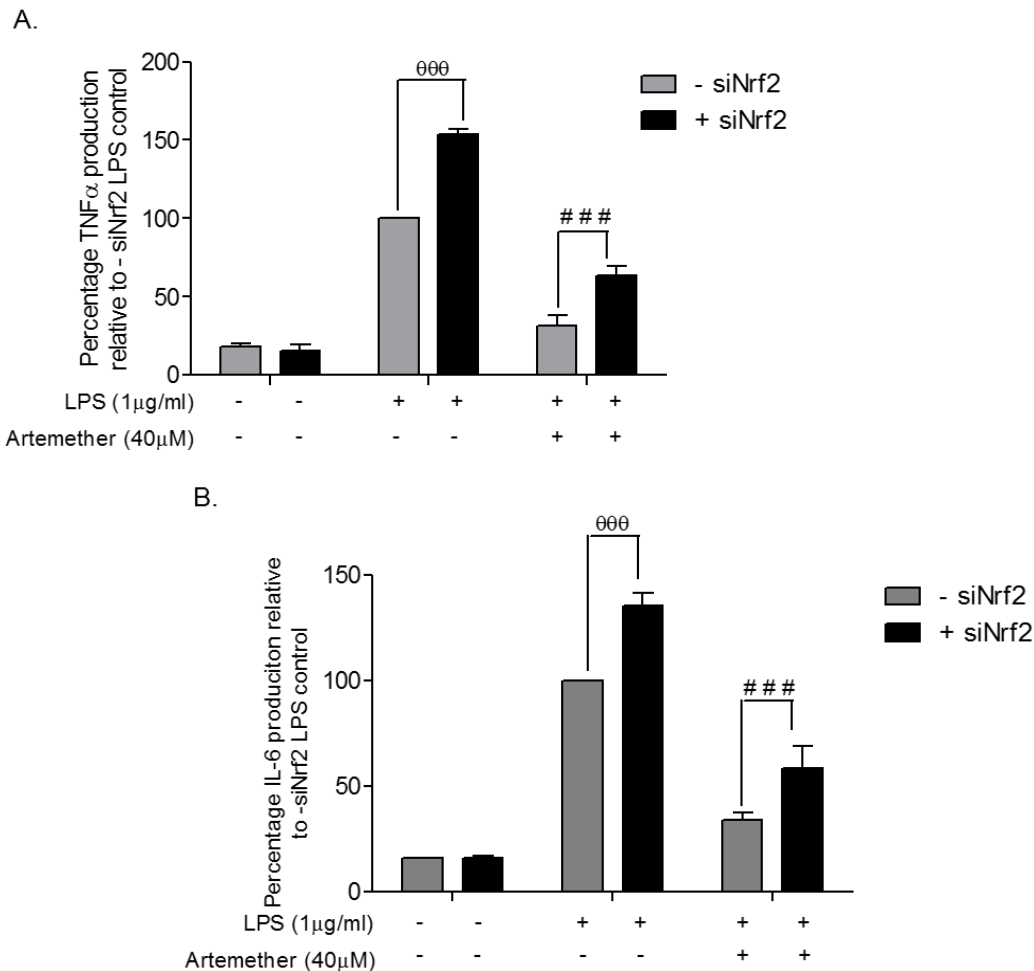 A.
Percentage TNFα production
relative to - siNrf2 LPS control
200
150
100
50
0
θθθ
# # #
- siNrf2
+ siNrf2
LPS (1μg/ml) - - + + + +
Artemether (40μM) - - - - + +
B.
Percentage IL-6 produciton relative
to -siNrf2 LPS control
150
100
50
0
θθθ
# # #
- siNrf2
+ siNrf2
LPS (1μg/ml) - - + + + +
Artemether (40μM) - - - - + +